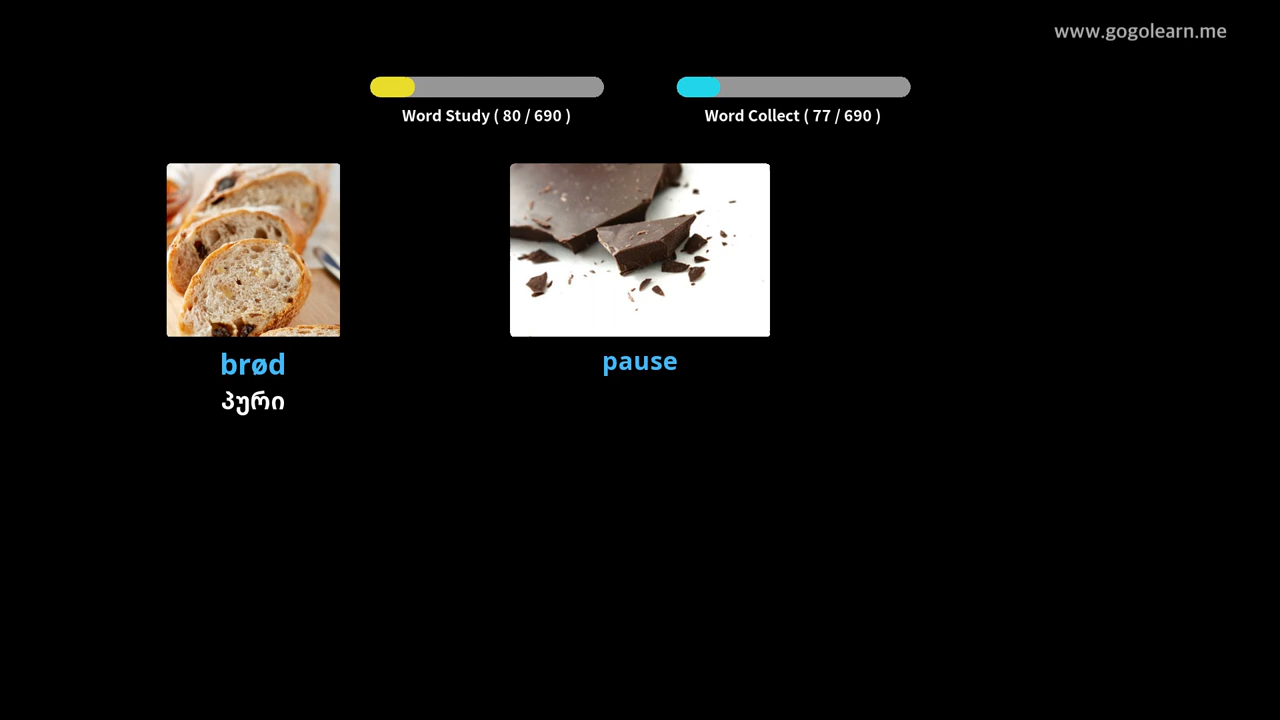 www.gogolearn.me
Word Study ( 80 / 690 )
Word Collect ( 77 / 690 )
brød
პური
pause